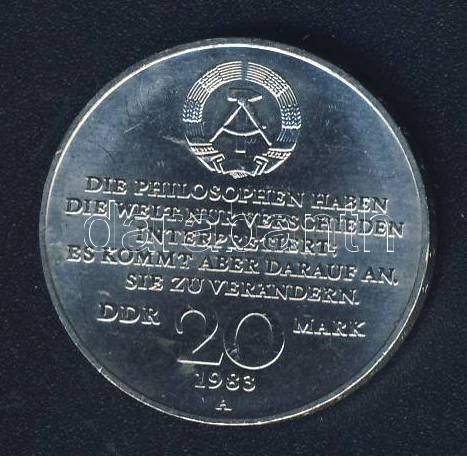 DIE PHILOSOPHEN HABEN
DIE WELT NUR VERSCHIEDEN
INTERPRETIERT,
ES KOMMT ABER DARAUF AN,
SIE ZU VERÄNDERN.
DDR 20 MARK
1983
A
darabanth